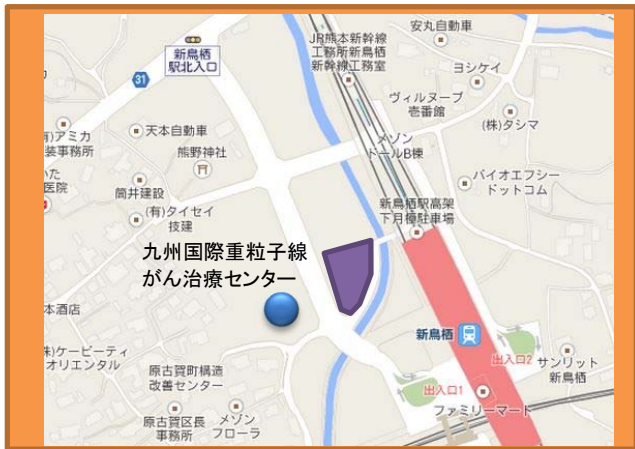 安丸自動車
JR熊本新幹線
工務所新鳥栖
新幹線工務室
新鳥栖
駅北入口
ヨシケイ
31
ヴィルヌーブ
壱番館
(株)タシマ
有)アミカ
装事務所
天本自動車
メゾン
ドールB棟
熊野神社
バイオエフシー
ドットコム
いた
医院
筒井建設
新鳥栖駅高架
下月極駐車場
(有)タイセイ
技建
九州国際重粒子線
がん治療センター
本酒店
新鳥栖
出入口2
サンリット
新鳥栖
株)ケーピーティ
オリエンタル
原古賀町構造
改善センター
出入口1
ファミリーマート
原古賀区長
事務所
メゾン
フローラ